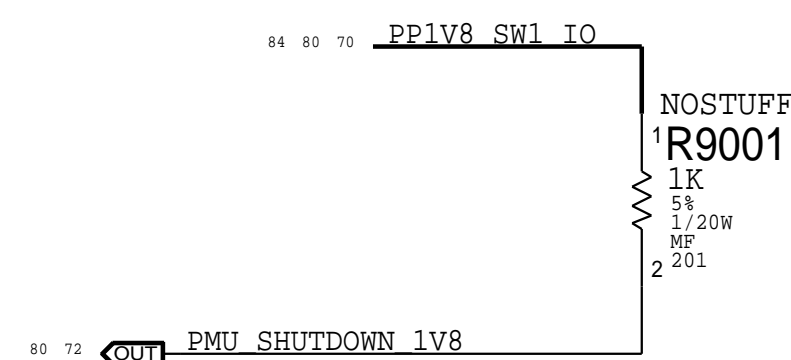 84 80 70 PP1V8_SW1_IO
NOSTUFF
1 R9001
1K
5%
1/20W
MF
2 201
80 72 OUT PMU_SHUTDOWN_1V8